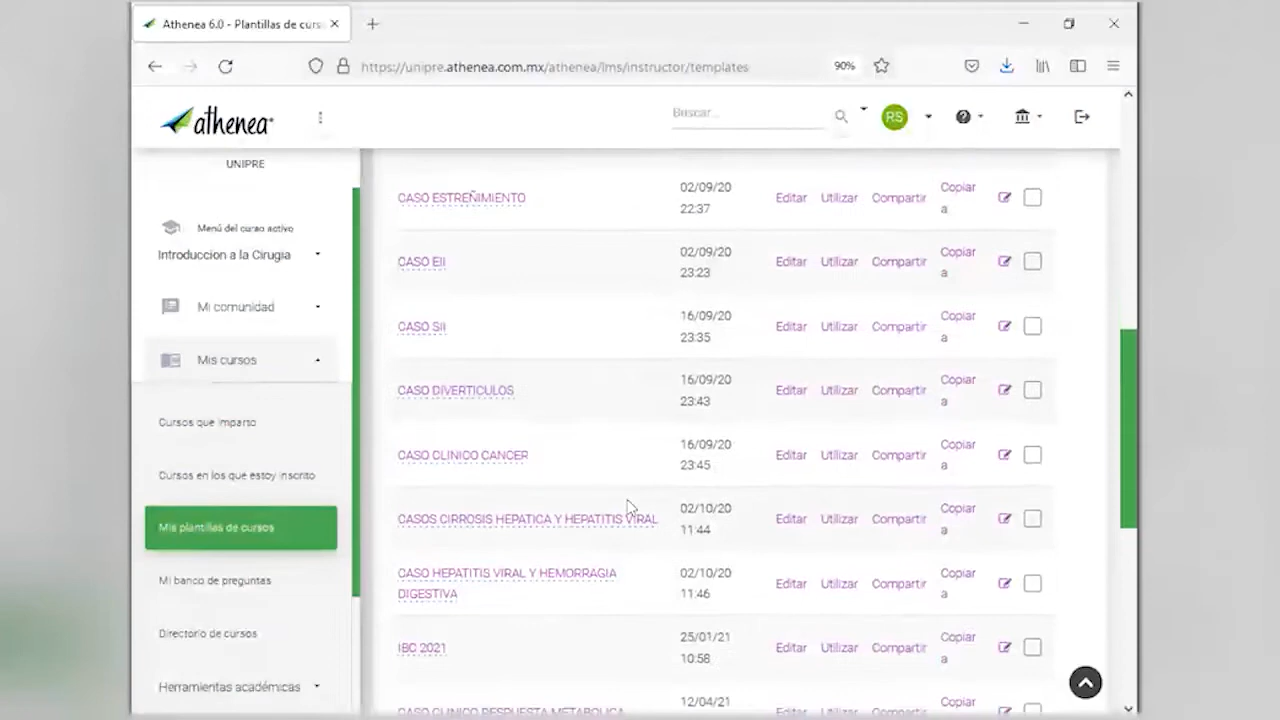 Athenea 6.0 - Plantillas de curs
https://unipre.athenea.com.mx/athenea/lms/instructor/templates
90%
athenea
Buscar...
RS
UNIPRE
Menú del curso activo
Introduccion a la Cirugia
Mi comunidad
Mis cursos
Cursos que imparto
Cursos en los que estoy inscrito
Mis plantillas de cursos
Mi banco de preguntas
Directorio de cursos
Herramientas académicas
CASO ESTREÑIMIENTO 02/09/20 22:37 Editar Utilizar Compartir Copiar a
CASO EII 02/09/20 23:23 Editar Utilizar Compartir Copiar a
CASO SII 16/09/20 23:35 Editar Utilizar Compartir Copiar a
CASO DIVERTICULOS 16/09/20 23:43 Editar Utilizar Compartir Copiar a
CASO CLINICO CANCER 16/09/20 23:45 Editar Utilizar Compartir Copiar a
CASOS CIRROSIS HEPATICA Y HEPATITIS VIRAL 02/10/20 11:44 Editar Utilizar Compartir Copiar a
CASO HEPATITIS VIRAL Y HEMORRAGIA DIGESTIVA 02/10/20 11:46 Editar Utilizar Compartir Copiar a
IBC 2021 25/01/21 10:58 Editar Utilizar Compartir Copiar a
CASO CLINICO RESPUESTA METABOLICA 12/04/21 Editar Utilizar Compartir Copiar